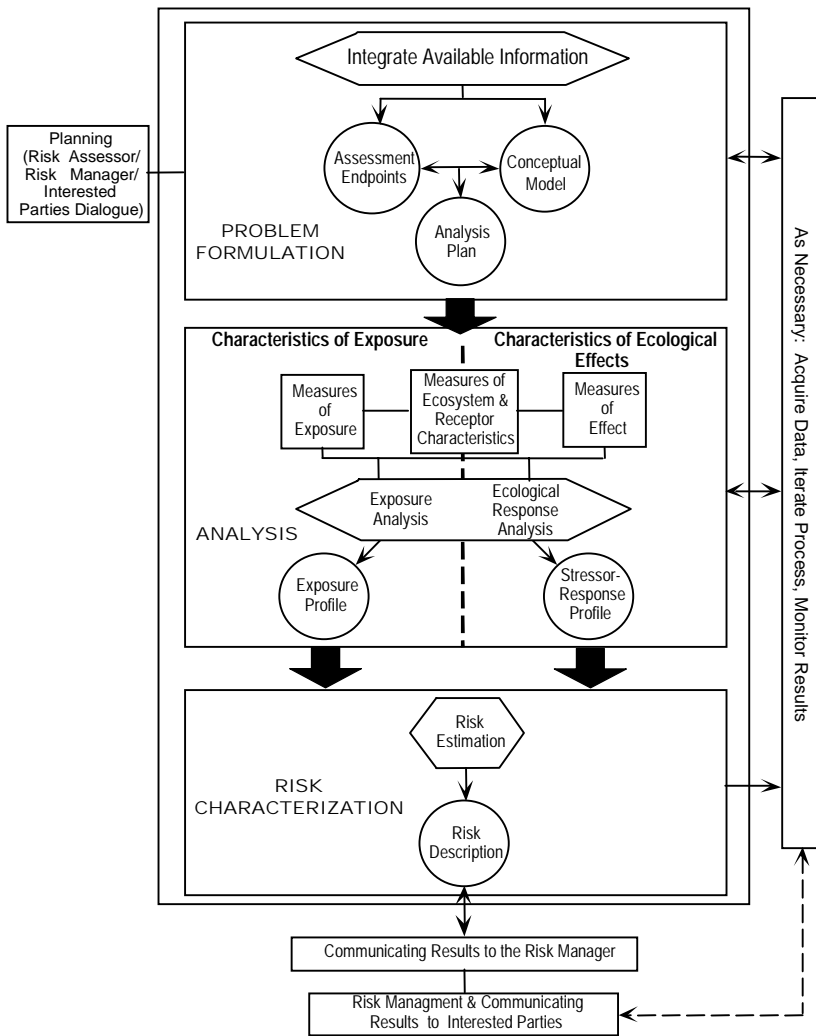 Integrate Available Information
Planning
(Risk Assessor/
Risk Manager/
Interested
Parties Dialogue)
Assessment
Endpoints
Conceptual
Model
Analysis
Plan
PROBLEM
FORMULATION
Characteristics of Exposure
Characteristics of Ecological
Effects
Measures
of
Exposure
Measures of
Ecosystem &
Receptor
Characteristics
Measures
of
Effect
Exposure
Analysis
Ecological
Response
Analysis
ANALYSIS
Exposure
Profile
Stressor-
Response
Profile
Risk
Estimation
RISK
CHARACTERIZATION
Risk
Description
Communicating Results to the Risk Manager
Risk Managment & Communicating
Results to Interested Parties
As Necessary: Acquire Data, Iterate Process, Monitor Results